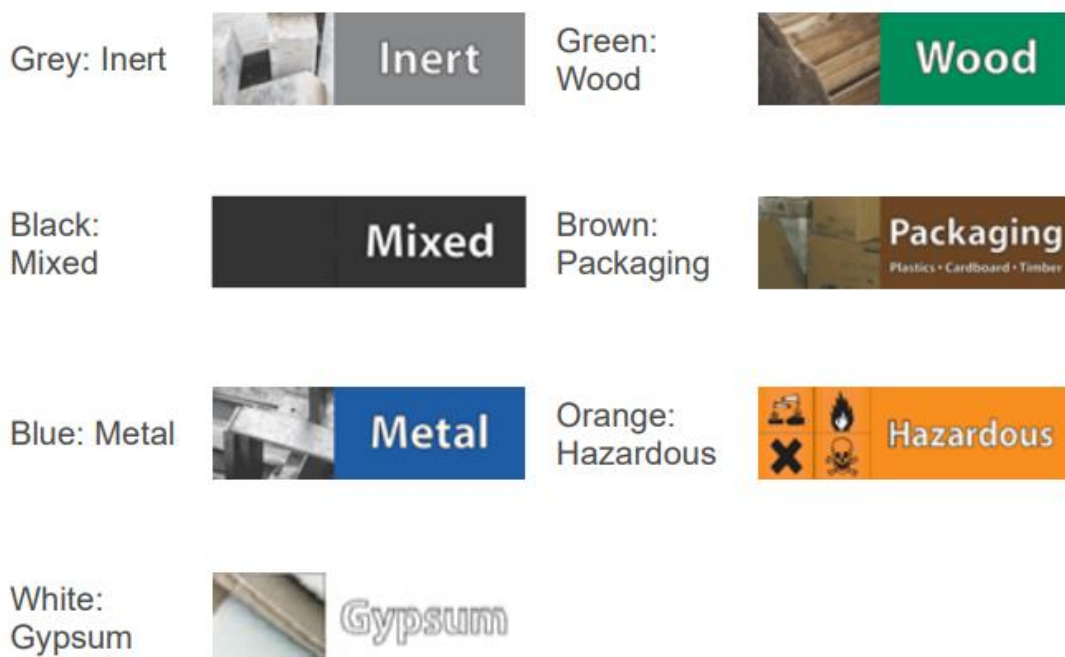 Grey: Inert
Inert
Green:
Wood
Wood
Black:
Mixed
Mixed
Brown:
Packaging
Packaging
Plastics • Cardboard • Timber
Blue: Metal
Metal
Orange:
Hazardous
Hazardous
White:
Gypsum
Gypsum